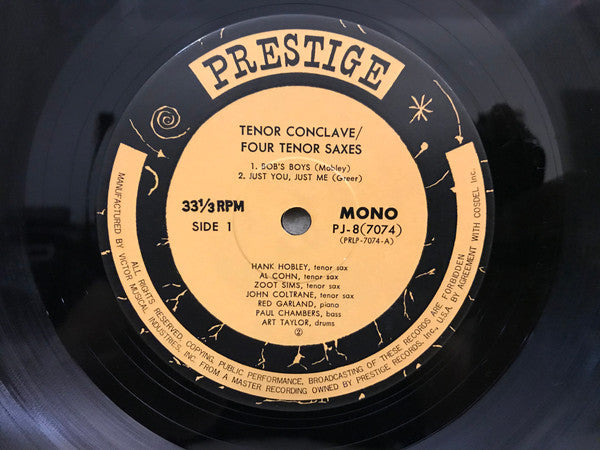 PRESTIGE
TENOR CONCLAVE/
FOUR TENOR SAXES
1. BOB'S BOYS (Mobley)
2. JUST YOU, JUST ME (Greer)
33 1/3 RPM
SIDE 1
MONO
PJ-8(7074)
(PRLP-7074-A)
HANK HOBLEY, tenor sax
AL COHN, tenor sax
ZOOT SIMS, tenor sax
JOHN COLTRANE, tenor sax
RED GARLAND, piano
PAUL CHAMBERS, bass
ART TAYLOR, drums
②
MANUFACTURED BY VICTOR MUSICAL INDUSTRIES, INC. FROM A MASTER RECORDING OWNED BY PRESTIGE RECORDS, Inc., U.S.A. BY AGREEMENT WITH COSDEL Inc.
ALL RIGHTS RESERVED, COPYING, PUBLIC PERFORMANCE, BROADCASTING OF THESE RECORDS ARE FORBIDDEN